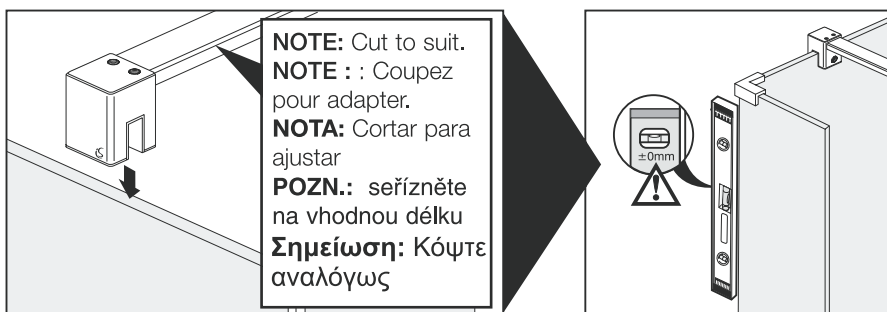 NOTE: Cut to suit.
NOTE : : Coupez
pour adapter.
NOTA: Cortar para
ajustar
POZN.: seřízněte
na vhodnou délku
Σημείωση: Κόψτε
αναλόγως
±0mm